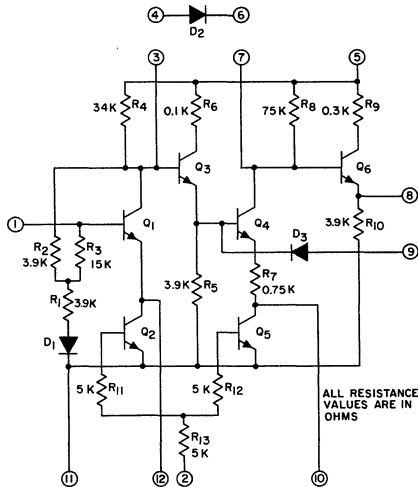 4 6
D2
3 7 5
34K R4 R6 R8 R9
0.1K 75K 0.3K
Q3 Q6
1 Q1 Q4 8
R2 R3 D3 R10
3.9K 15K 3.9K R5 R7 3.9K 9
0.75K
R1 3.9K
D1 Q2 Q5
5K R11 5K R12
ALL RESISTANCE
VALUES ARE IN
OHMS
R13
5K
11 12 2 10